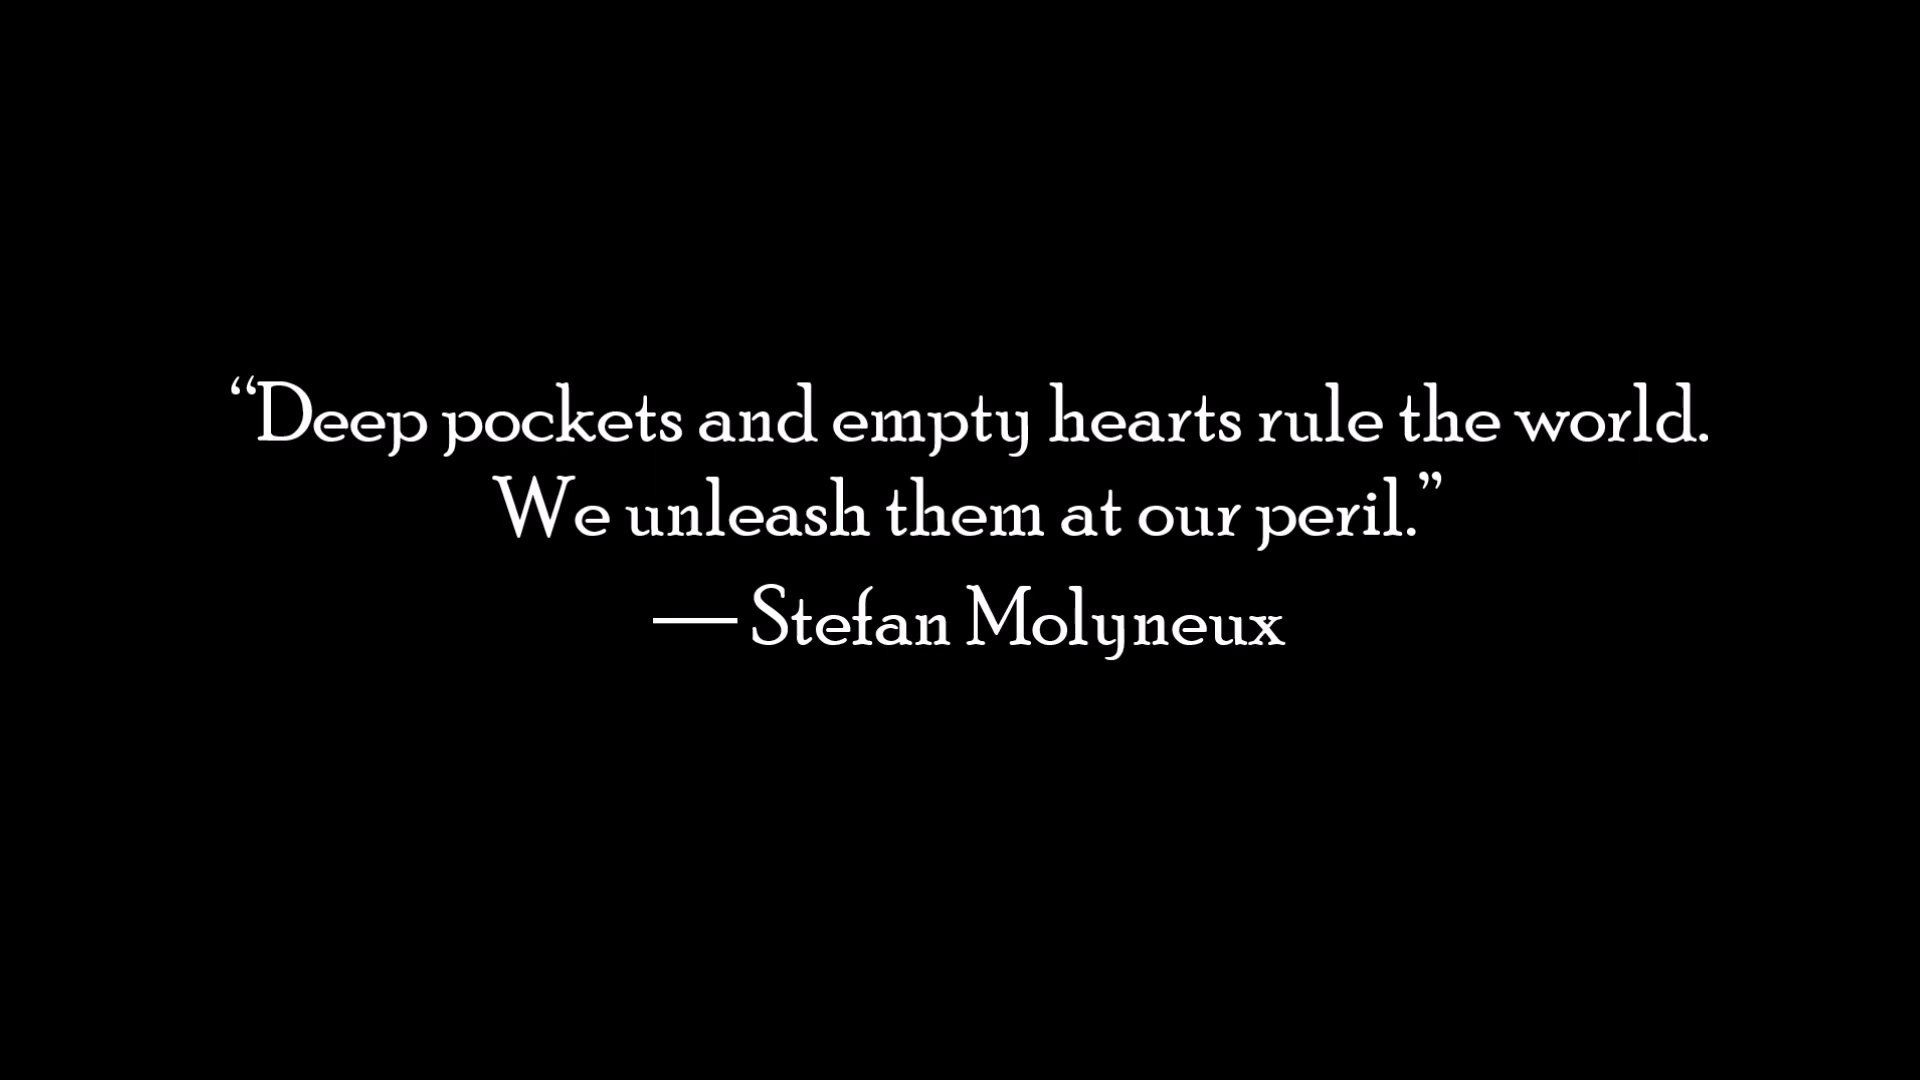 “Deep pockets and empty hearts rule the world.
We unleash them at our peril.”
— Stefan Molyneux